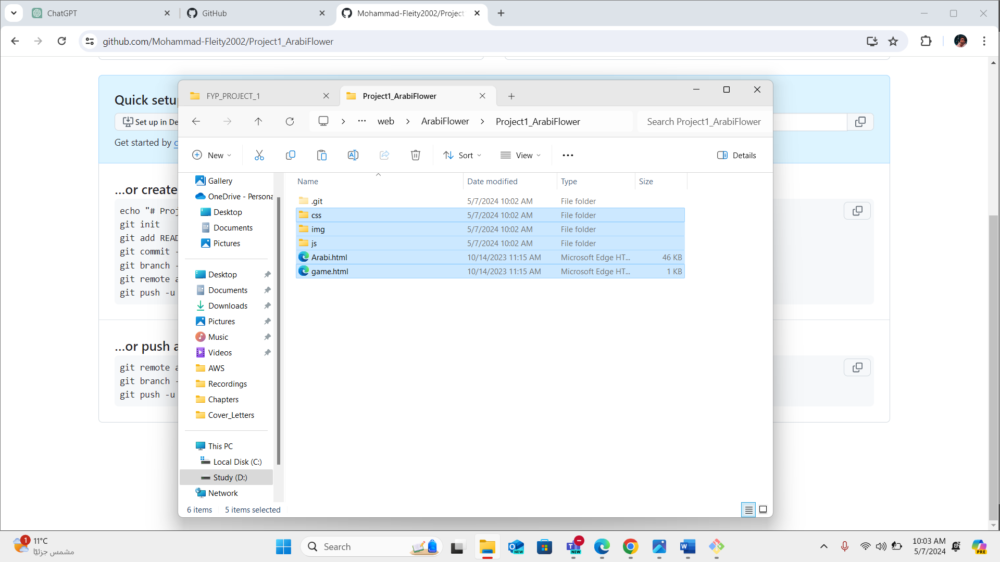 ChatGPT
GitHub
Mohammad-Fleity2002/Project
github.com/Mohammad-Fleity2002/Project1_ArabiFlower
Quick setu
Set up in De
Get started by c
...or create
echo "# Proj
git init
git add READ
git commit -
git branch -
git remote a
git push -u
...or push a
git remote a
git branch -
git push -u
FYP_PROJECT_1
Project1_ArabiFlower
web
ArabiFlower
Project1_ArabiFlower
Search Project1_ArabiFlower
New
Sort
View
Details
Gallery
OneDrive - Persona
Desktop
Documents
Pictures
Desktop
Documents
Downloads
Pictures
Music
Videos
AWS
Recordings
Chapters
Cover_Letters
This PC
Local Disk (C:)
Study (D:)
Network
Name Date modified Type Size
.git 5/7/2024 10:02 AM File folder
css 5/7/2024 10:02 AM File folder
img 5/7/2024 10:02 AM File folder
js 5/7/2024 10:02 AM File folder
Arabi.html 10/14/2023 11:15 AM Microsoft Edge HT... 46 KB
game.html 10/14/2023 11:15 AM Microsoft Edge HT... 1 KB
6 items 5 items selected
1
11°C
مشمس جزئيًا
Search
NEW
NEW
10:03 AM
5/7/2024
PRE